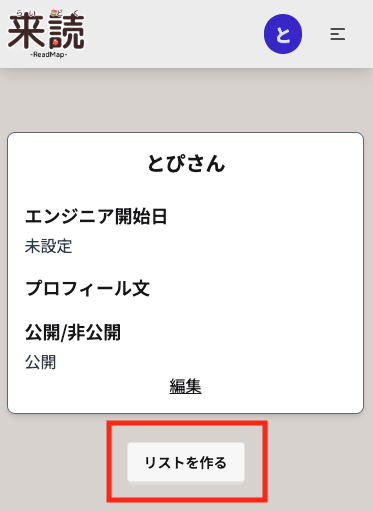 らいどく
来読
-ReadMap-
と
とぴさん
エンジニア開始日
未設定
プロフィール文
公開/非公開
公開
編集
リストを作る